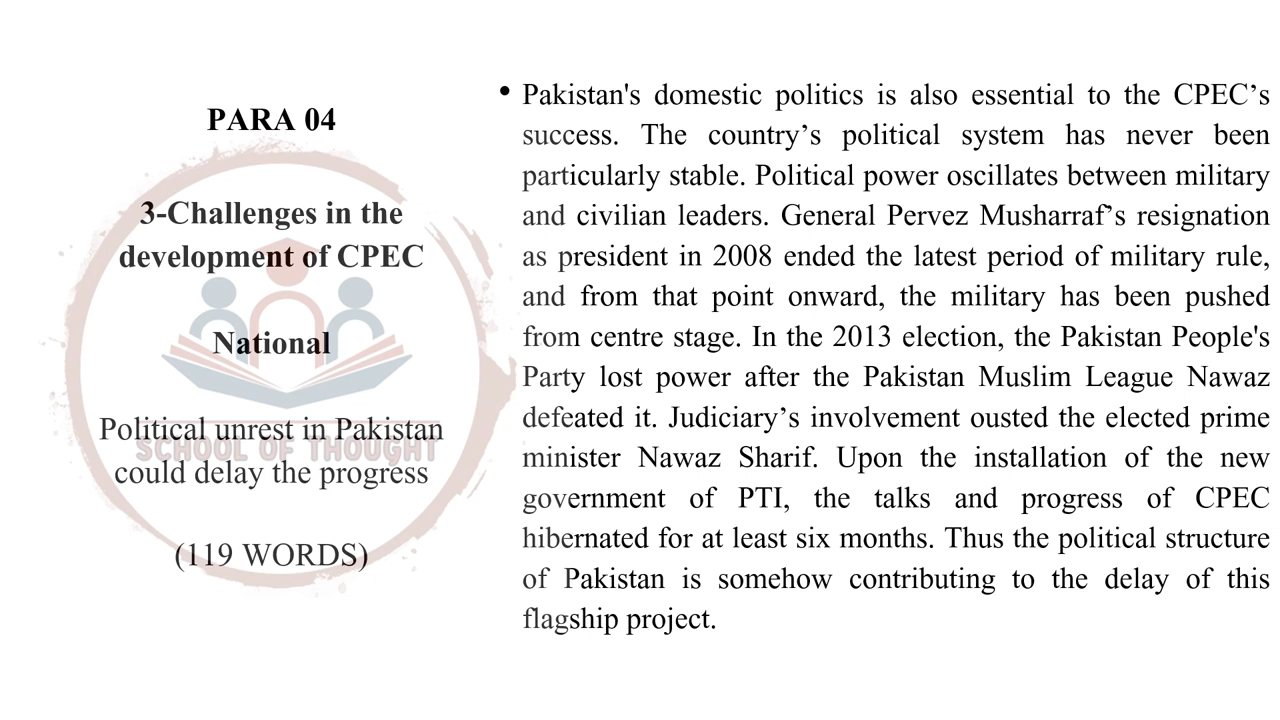 PARA 04
3-Challenges in the
development of CPEC
National
Political unrest in Pakistan
SCHOOL OF THOUGHT
could delay the progress
(119 WORDS)
• Pakistan's domestic politics is also essential to the CPEC’s
success. The country’s political system has never been
particularly stable. Political power oscillates between military
and civilian leaders. General Pervez Musharraf’s resignation
as president in 2008 ended the latest period of military rule,
and from that point onward, the military has been pushed
from centre stage. In the 2013 election, the Pakistan People's
Party lost power after the Pakistan Muslim League Nawaz
defeated it. Judiciary’s involvement ousted the elected prime
minister Nawaz Sharif. Upon the installation of the new
government of PTI, the talks and progress of CPEC
hibernated for at least six months. Thus the political structure
of Pakistan is somehow contributing to the delay of this
flagship project.